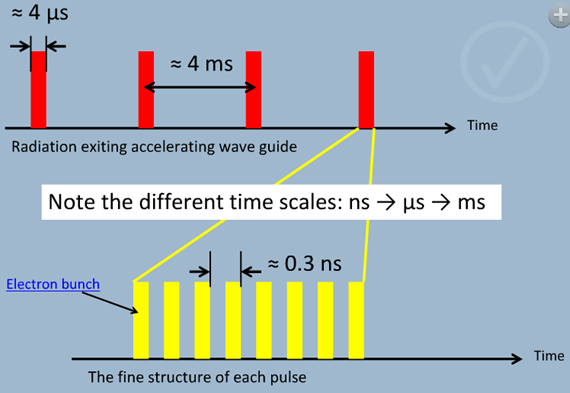 ≈ 4 μs
≈ 4 ms
Time
Radiation exiting accelerating wave guide
Note the different time scales: ns → μs → ms
≈ 0.3 ns
Electron bunch
Time
The fine structure of each pulse